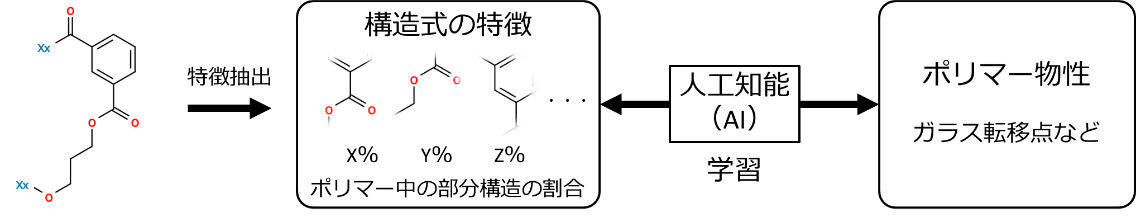 O
Xx
O
O
Xx
O
特徴抽出
構造式の特徴
O
O
O
O
・・・
X%
Y%
Z%
ポリマー中の部分構造の割合
人工知能
（AI）
学習
ポリマー物性
ガラス転移点など